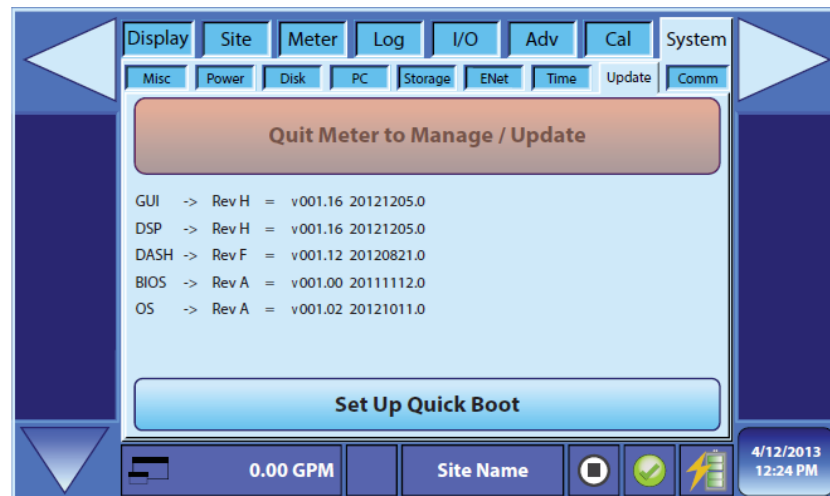 Display Site Meter Log I/O Adv Cal System
Misc Power Disk PC Storage ENet Time Update Comm
Quit Meter to Manage / Update
GUI -> Rev H = v001.16 20121205.0
DSP -> Rev H = v001.16 20121205.0
DASH -> Rev F = v001.12 20120821.0
BIOS -> Rev A = v001.00 20111112.0
OS -> Rev A = v001.02 20121011.0
Set Up Quick Boot
0.00 GPM Site Name
4/12/2013
12:24 PM